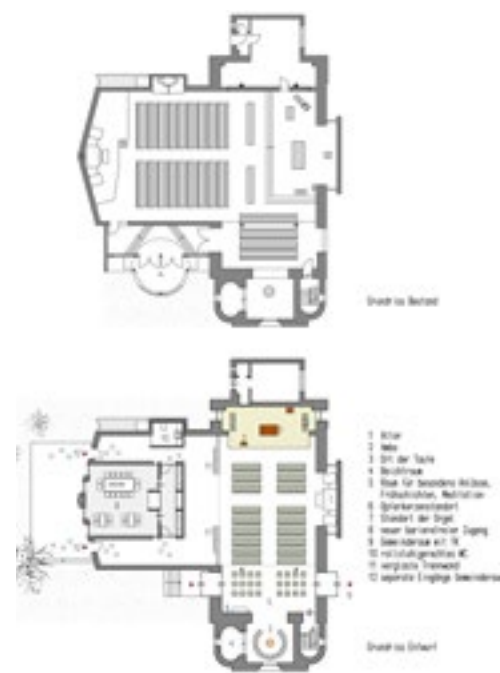 Grundriss Bestand
1 Altar
2 Ambo
3 Ort der Taufe
4 Beichtraum
5 Raum für besondere Anlässe,
Frühschichten, Meditation
6 Opferkerzenstandort
7 Standort der Orgel
8 neuer barrierefreier Zugang
9 Gemeinderaum mit TK
10 rollstuhlgerechtes WC
11 verglaste Trennwand
12 separate Eingänge Gemeinderaum
Grundriss Entwurf